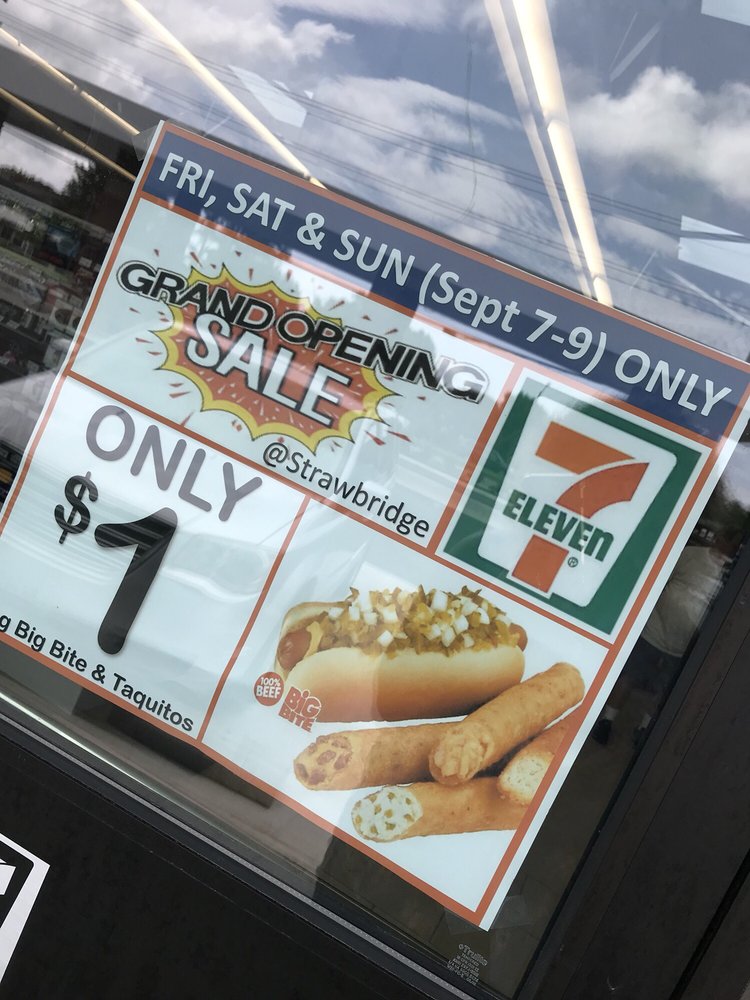 FRI, SAT & SUN (Sept 7-9) ONLY
GRAND OPENING
SALE
@Strawbridge
7
ELEVEN
®
ONLY
$1
g Big Bite & Taquitos
100%
BEEF
BIG
BITE
Trulite